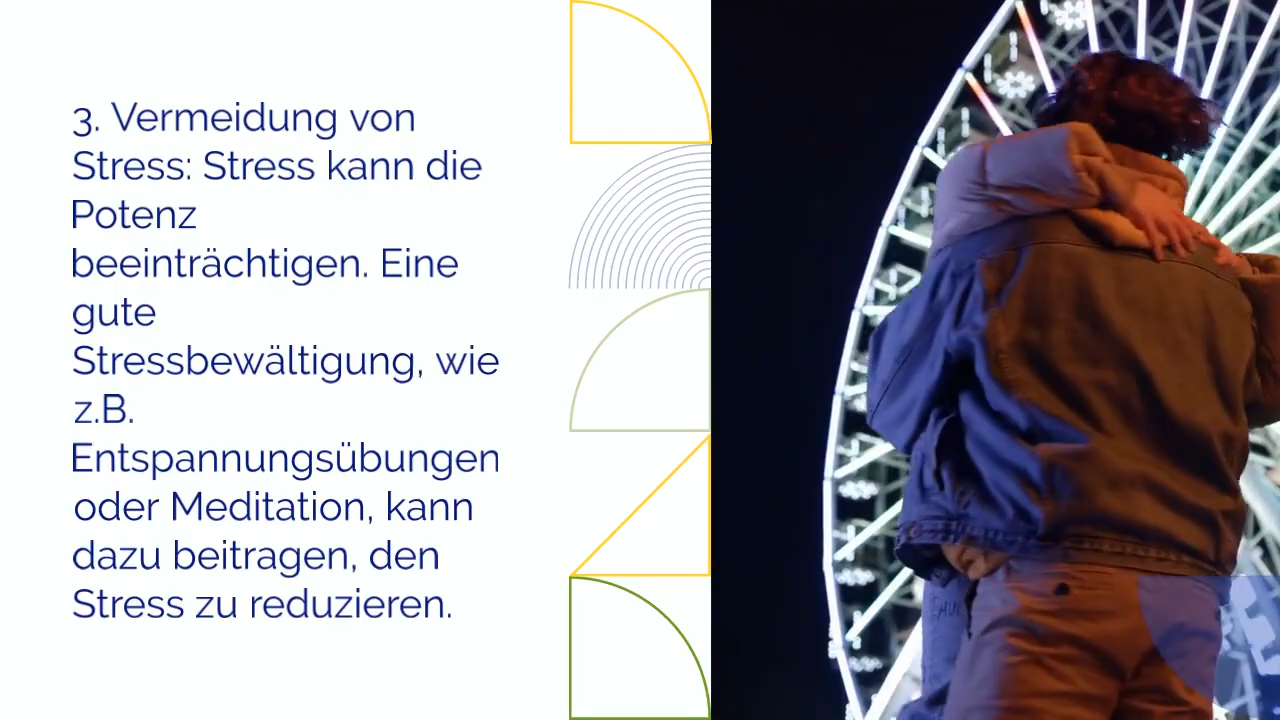 3. Vermeidung von
Stress: Stress kann die
Potenz
beeinträchtigen. Eine
gute
Stressbewältigung, wie
z.B.
Entspannungsübungen
oder Meditation, kann
dazu beitragen, den
Stress zu reduzieren.